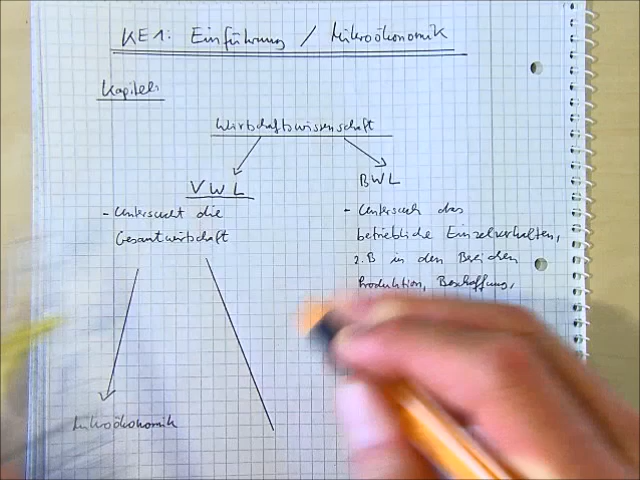 KE1: Einführung / Mikroökonomik
Kapitel:
Wirtschaftswissenschaft
VWL
BWL
- Untersucht die
Gesamtwirtschaft
- Untersuch das
betriebliche Einzelverhalten,
z.B in den Bereichen
Produktion, Beschaffung,
Mikroökonomik